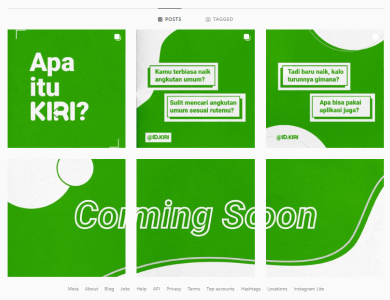 POSTS TAGGED
Apa
itu
KIRI?
Kamu terbiasa naik
angkutan umum?
Sulit mencari angkutan
umum sesuai rutemu?
@ID.KIRI
Tadi baru naik, kalo
turunnya gimana?
Apa bisa pakai
aplikasi juga?
@ID.KIRI
Coming Soon
Meta About Blog Jobs Help API Privacy Terms Top accounts Hashtags Locations Instagram Lite